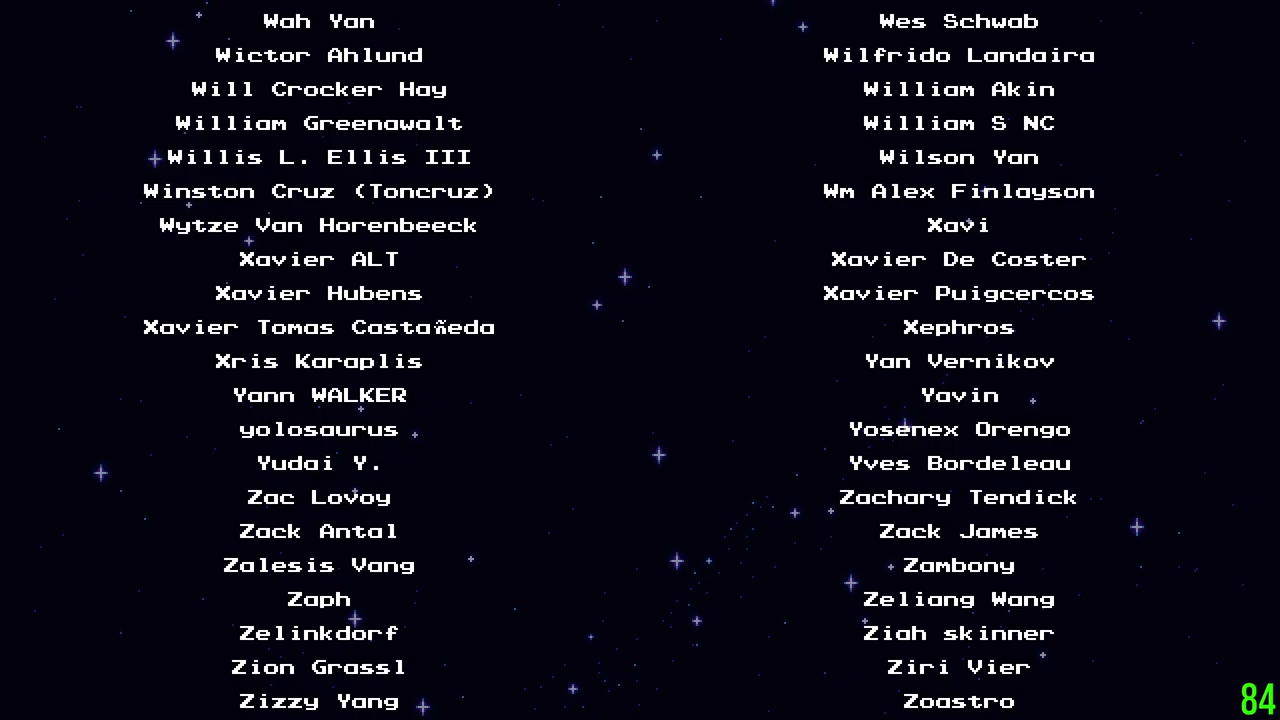 Wah Yan
Wes Schwab
Wictor Ahlund
Wilfrido Landaira
Will Crocker Hay
William Akin
William Greenawalt
William S NC
Willis L. Ellis III
Wilson Yan
Winston Cruz (Toncruz)
Wm Alex Finlayson
Wytze Van Horenbeeck
Xavi
Xavier ALT
Xavier De Coster
Xavier Hubens
Xavier Puigcercos
Xavier Tomas Castañeda
Xephros
Xris Karaplis
Yan Vernikov
Yann WALKER
Yavin
yolosaurus
Yosenex Orengo
Yudai Y.
Yves Bordeleau
Zac Lovoy
Zachary Tendick
Zack Antal
Zack James
Zalesis Vang
Zambony
Zaph
Zeliang Wang
Zelinkdorf
Ziah skinner
Zion Grassl
Ziri Vier
Zizzy Yang
Zoastro
84